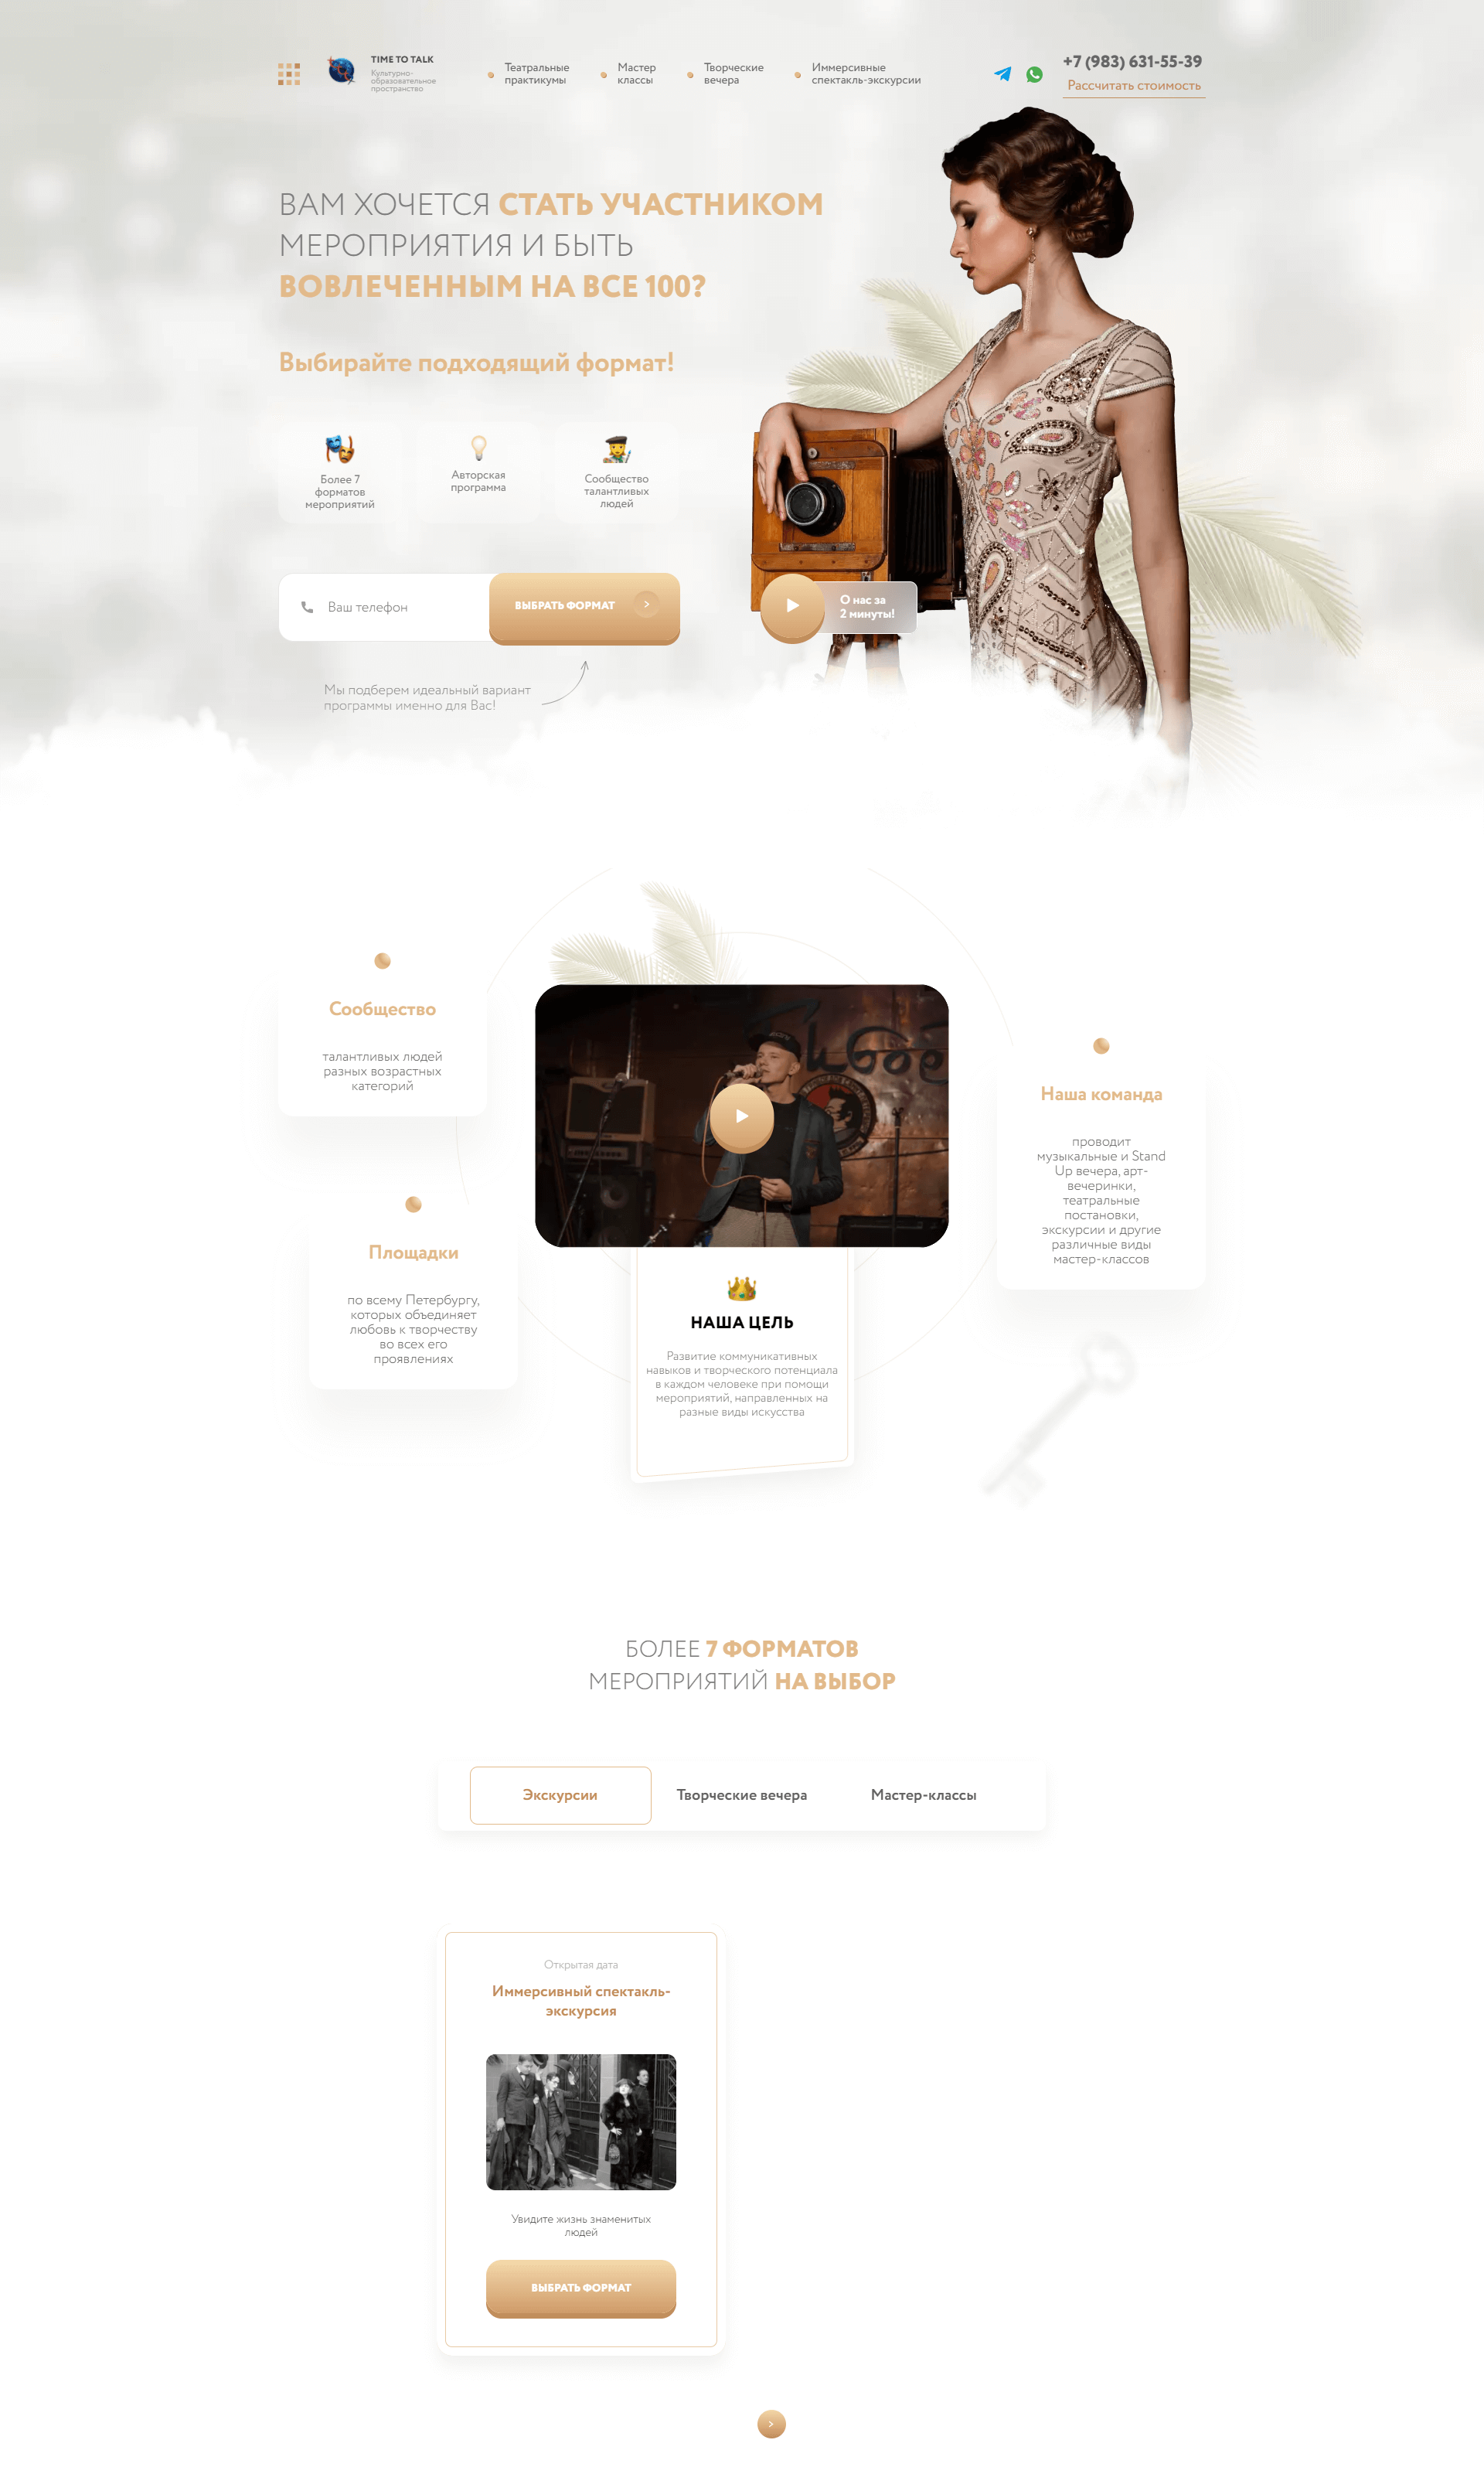 TIME TO TALK
Культурно-
образовательное
пространство
Театральные
практикумы
Мастер
классы
Творческие
вечера
Иммерсивные
спектакль-экскурсии
+7 (983) 631-55-39
Рассчитать стоимость
ВАМ ХОЧЕТСЯ СТАТЬ УЧАСТНИКОМ
МЕРОПРИЯТИЯ И БЫТЬ
ВОВЛЕЧЕННЫМ НА ВСЕ 100?
Выбирайте подходящий формат!
Более 7
форматов
мероприятий
Авторская
программа
Сообщество
талантливых
людей
Ваш телефон
ВЫБРАТЬ ФОРМАТ
О нас за
2 минуты!
Мы подберем идеальный вариант
программы именно для Вас!
Сообщество
талантливых людей
разных возрастных
категорий
Площадки
по всему Петербургу,
которых объединяет
любовь к творчеству
во всех его
проявлениях
Наша команда
проводит
музыкальные и Stand
Up вечера, арт-
вечеринки,
театральные
постановки,
экскурсии и другие
различные виды
мастер-классов
НАША ЦЕЛЬ
Развитие коммуникативных
навыков и творческого потенциала
в каждом человеке при помощи
мероприятий, направленных на
разные виды искусства
БОЛЕЕ 7 ФОРМАТОВ
МЕРОПРИЯТИЙ НА ВЫБОР
Экскурсии
Творческие вечера
Мастер-классы
Открытая дата
Иммерсивный спектакль-
экскурсия
Увидите жизнь знаменитых
людей
ВЫБРАТЬ ФОРМАТ